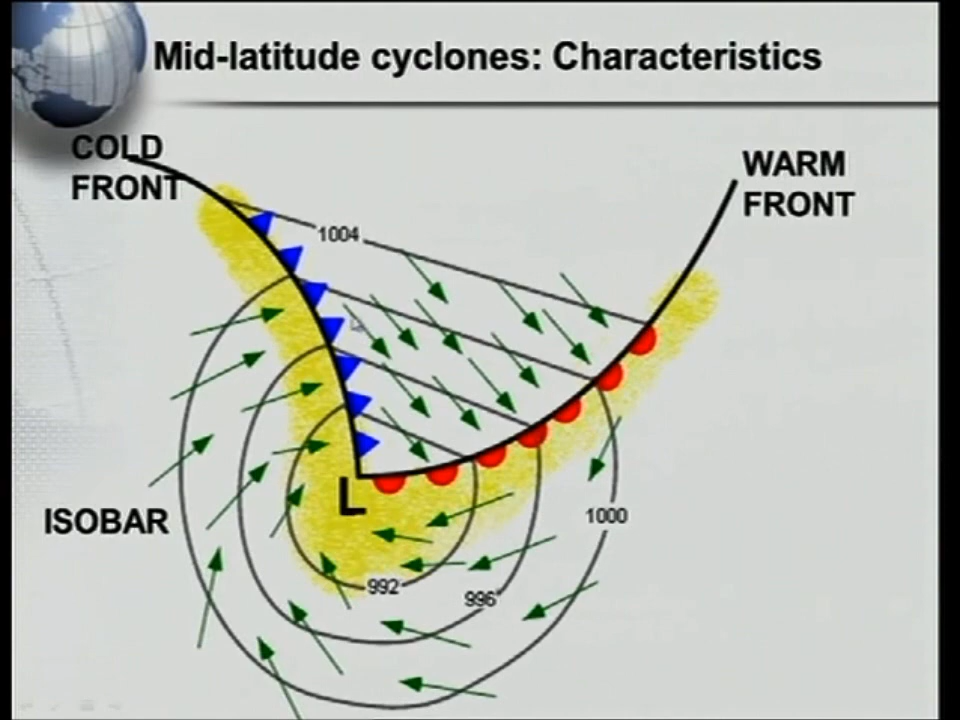 Mid-latitude cyclones: Characteristics
COLD
FRONT
WARM
FRONT
1004
L
ISOBAR
1000
992
996